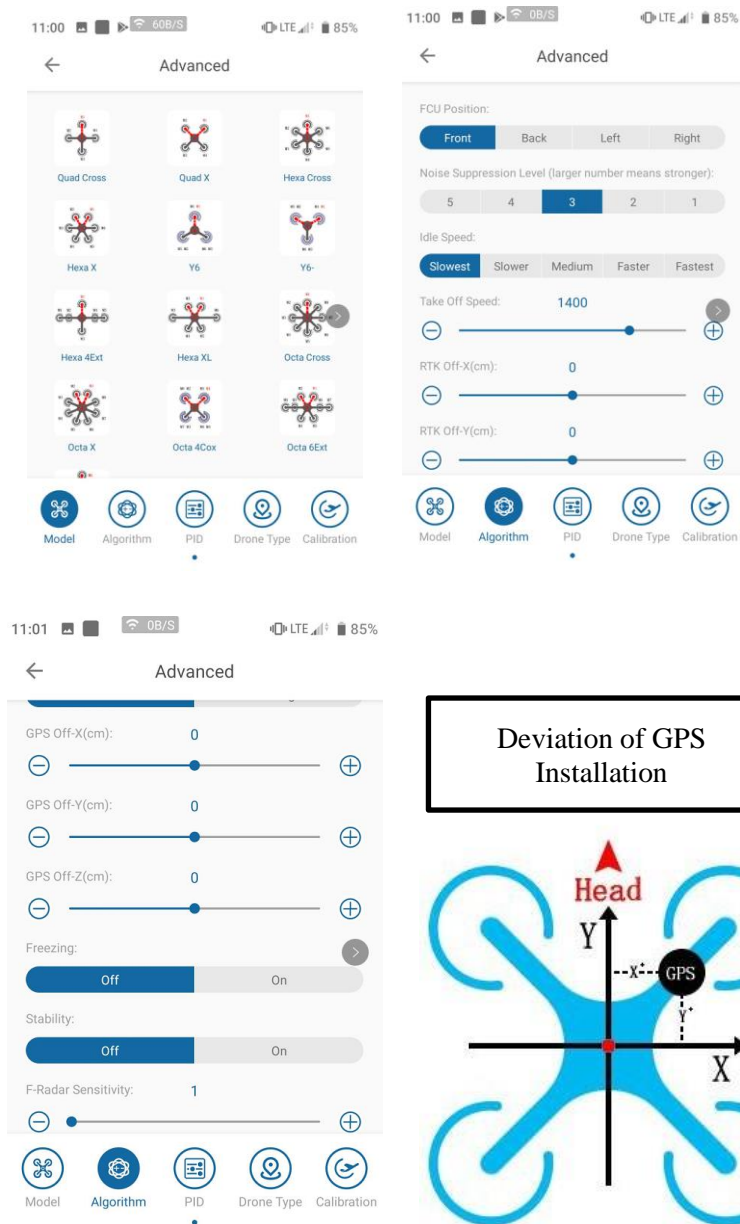 11:00 60B/S LTE 85%
Advanced
Quad Cross Quad X Hexa Cross
Hexa X Y6 Y6-
Hexa 4Ext Hexa XL Octa Cross
Octa X Octa 4Cox Octa 6Ext
Model Algorithm PID Drone Type Calibration
11:00 0B/S LTE 85%
Advanced
FCU Position:
Front Back Left Right
Noise Suppression Level (larger number means stronger):
5 4 3 2 1
Idle Speed:
Slowest Slower Medium Faster Fastest
Take Off Speed: 1400
RTK Off-X(cm): 0
RTK Off-Y(cm): 0
Model Algorithm PID Drone Type Calibration
11:01 0B/S LTE 85%
Advanced
GPS Off-X(cm): 0
GPS Off-Y(cm): 0
GPS Off-Z(cm): 0
Freezing:
Off On
Stability:
Off On
F-Radar Sensitivity: 1
Model Algorithm PID Drone Type Calibration
Deviation of GPS
Installation
Head
Y
X+ GPS
Y+
X